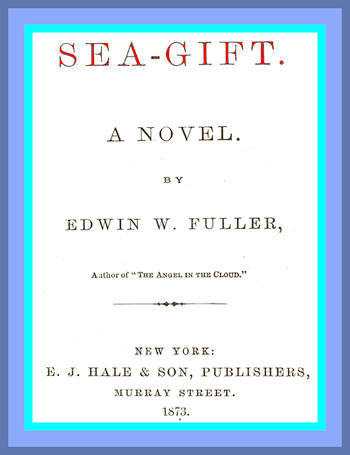 SEA-GIFT.
A NOVEL.
BY
EDWIN W. FULLER,
Author of "THE ANGEL IN THE CLOUD."
NEW YORK:
E. J. HALE & SON, PUBLISHERS,
MURRAY STREET.
1873.